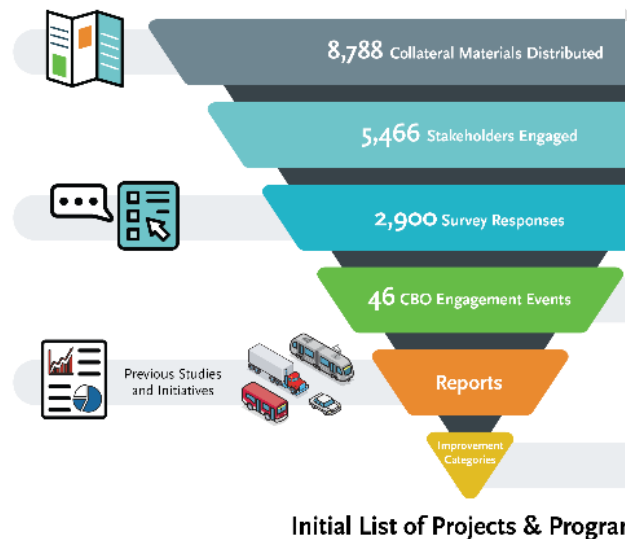 8,788 Collateral Materials Distributed
5,466 Stakeholders Engaged
2,900 Survey Responses
46 CBO Engagement Events
Previous Studies
and Initiatives
Reports
Improvement
Categories
Initial List of Projects &